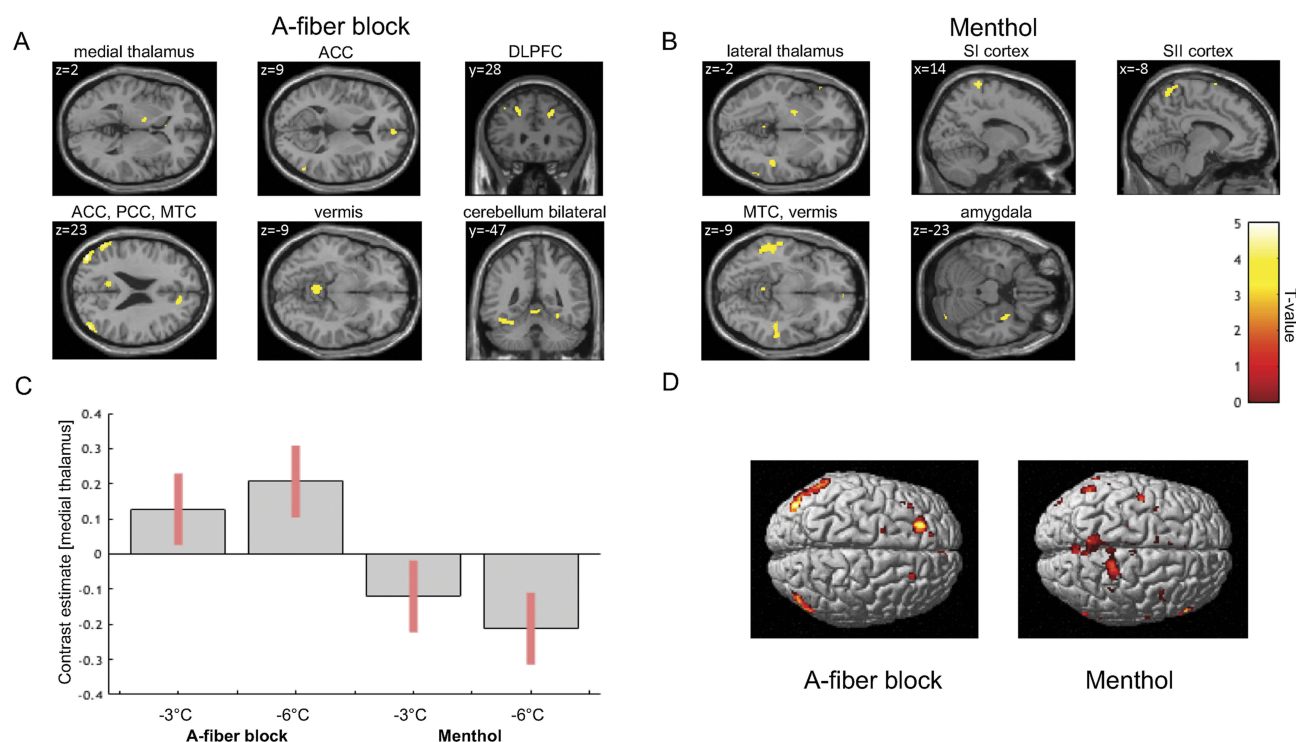 A
A-fiber block
medial thalamus
ACC
DLPFC
z=2
z=9
y=28
ACC, PCC, MTC
vermis
cerebellum bilateral
z=23
z=-9
y=-47
B
Menthol
lateral thalamus
SI cortex
SII cortex
z=-2
x=14
x=-8
MTC, vermis
amygdala
z=-9
z=-23
5
4
3
2
1
0
T-value
C
Contrast estimate [medial thalamus]
0.4
0.3
0.2
0.1
0
-0.1
-0.2
-0.3
-0.4
-3°C
-6°C
-3°C
-6°C
A-fiber block
Menthol
D
A-fiber block
Menthol